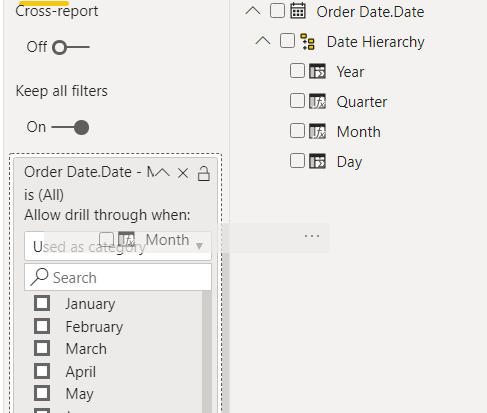 Cross-report
Off
Keep all filters
On
Order Date.Date - M
is (All)
Allow drill through when:
Used as category
Month
Search
January
February
March
April
May
Order Date.Date
Date Hierarchy
Year
Quarter
Month
Day